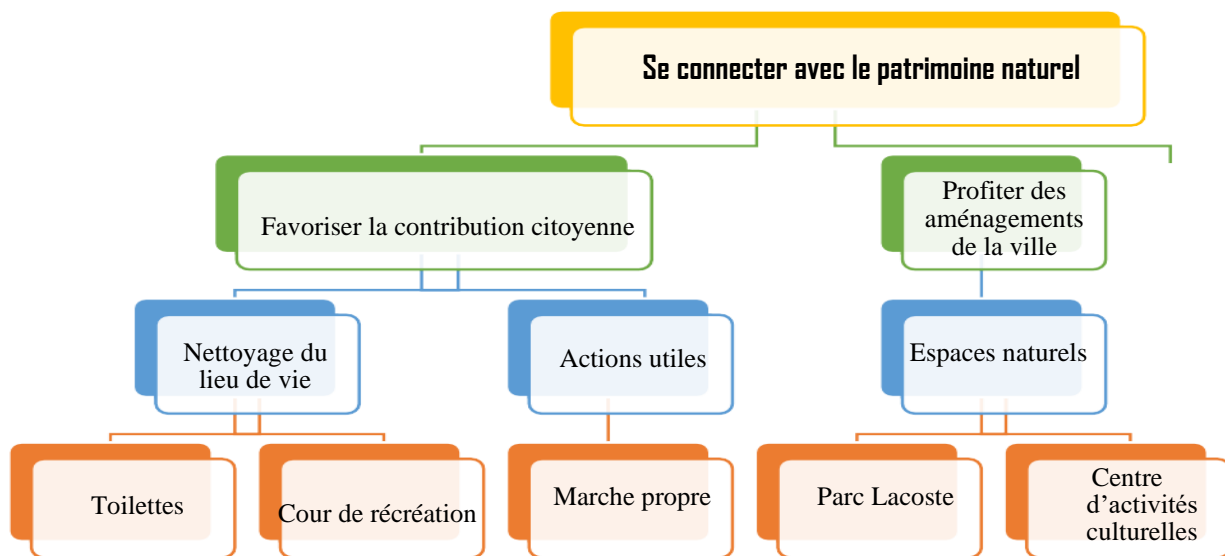 Se connecter avec le patrimoine naturel
Favoriser la contribution citoyenne
Profiter des
aménagements
de la ville
Nettoyage du
lieu de vie
Actions utiles
Espaces naturels
Toilettes
Cour de récréation
Marche propre
Parc Lacoste
Centre
d’activités
culturelles